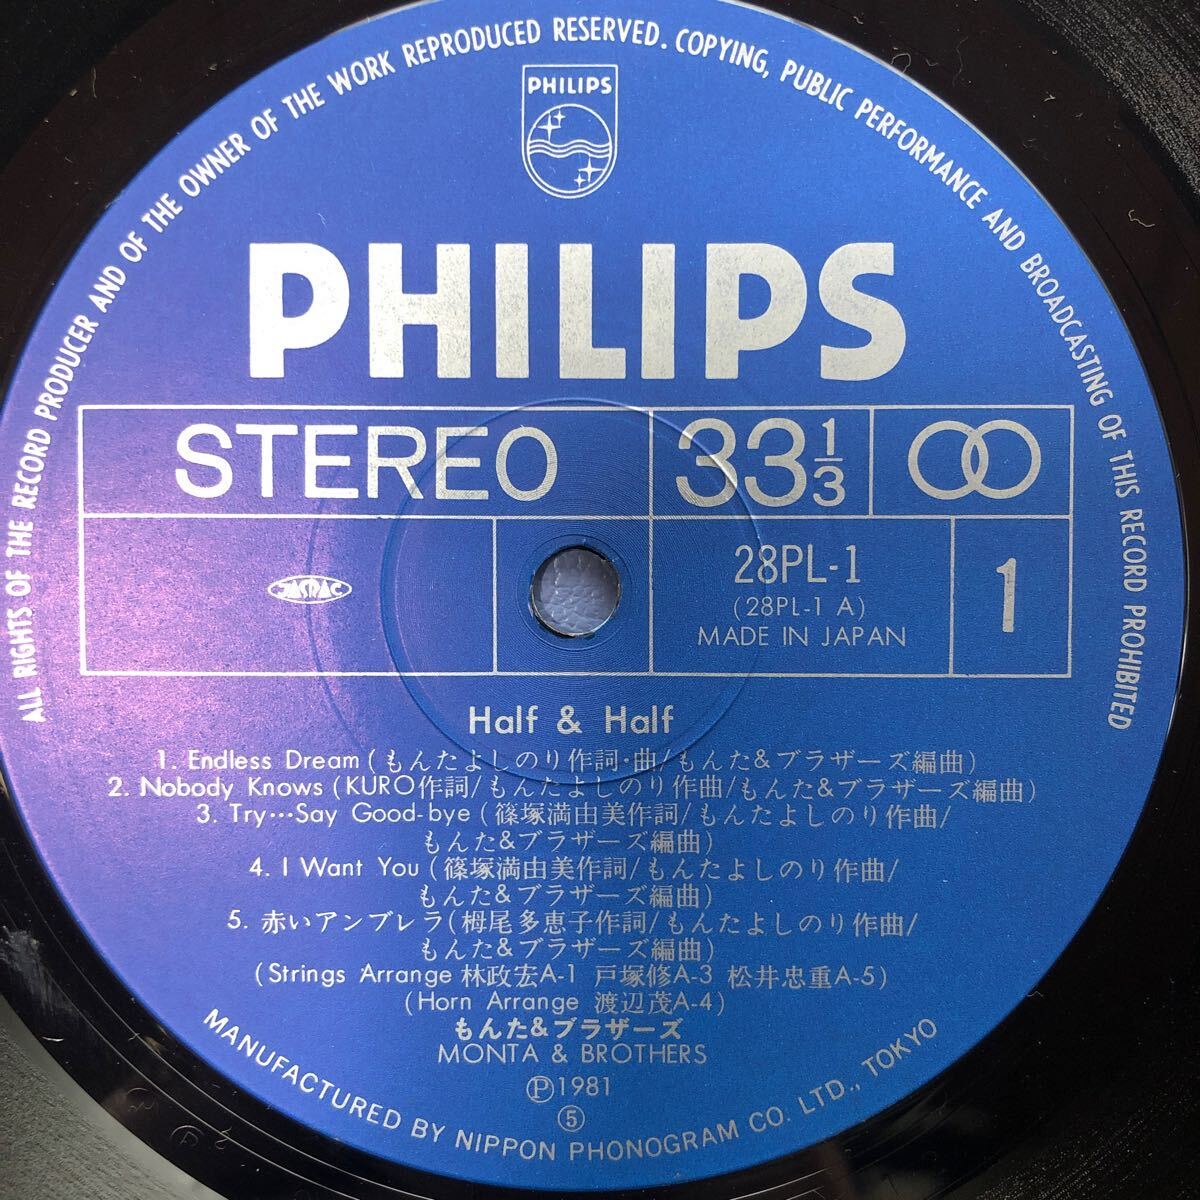 ALL RIGHTS OF THE RECORD PRODUCER AND OF THE OWNER OF THE WORK REPRODUCED RESERVED. COPYING, PUBLIC PERFORMANCE AND BROADCASTING OF THIS RECORD PROHIBITED
PHILIPS
PHILIPS
STEREO
33 1/3
JASRAC
28PL-1
(28PL-1 A)
MADE IN JAPAN
1
Half & Half
1. Endless Dream (もんたよしのり作詞・曲/もんた&ブラザーズ編曲)
2. Nobody Knows (KURO作詞/もんたよしのり作曲/もんた&ブラザーズ編曲)
3. Try…Say Good-bye (篠塚満由美作詞/もんたよしのり作曲/
もんた&ブラザーズ編曲)
4. I Want You (篠塚満由美作詞/もんたよしのり作曲/
もんた&ブラザーズ編曲)
5. 赤いアンブレラ(栂尾多恵子作詞/もんたよしのり作曲/
もんた&ブラザーズ編曲)
(Strings Arrange 林政宏A-1 戸塚修A-3 松井忠重A-5)
(Horn Arrange 渡辺茂A-4)
もんた&ブラザーズ
MONTA & BROTHERS
Ⓟ1981
⑤
MANUFACTURED BY NIPPON PHONOGRAM CO. LTD., TOKYO